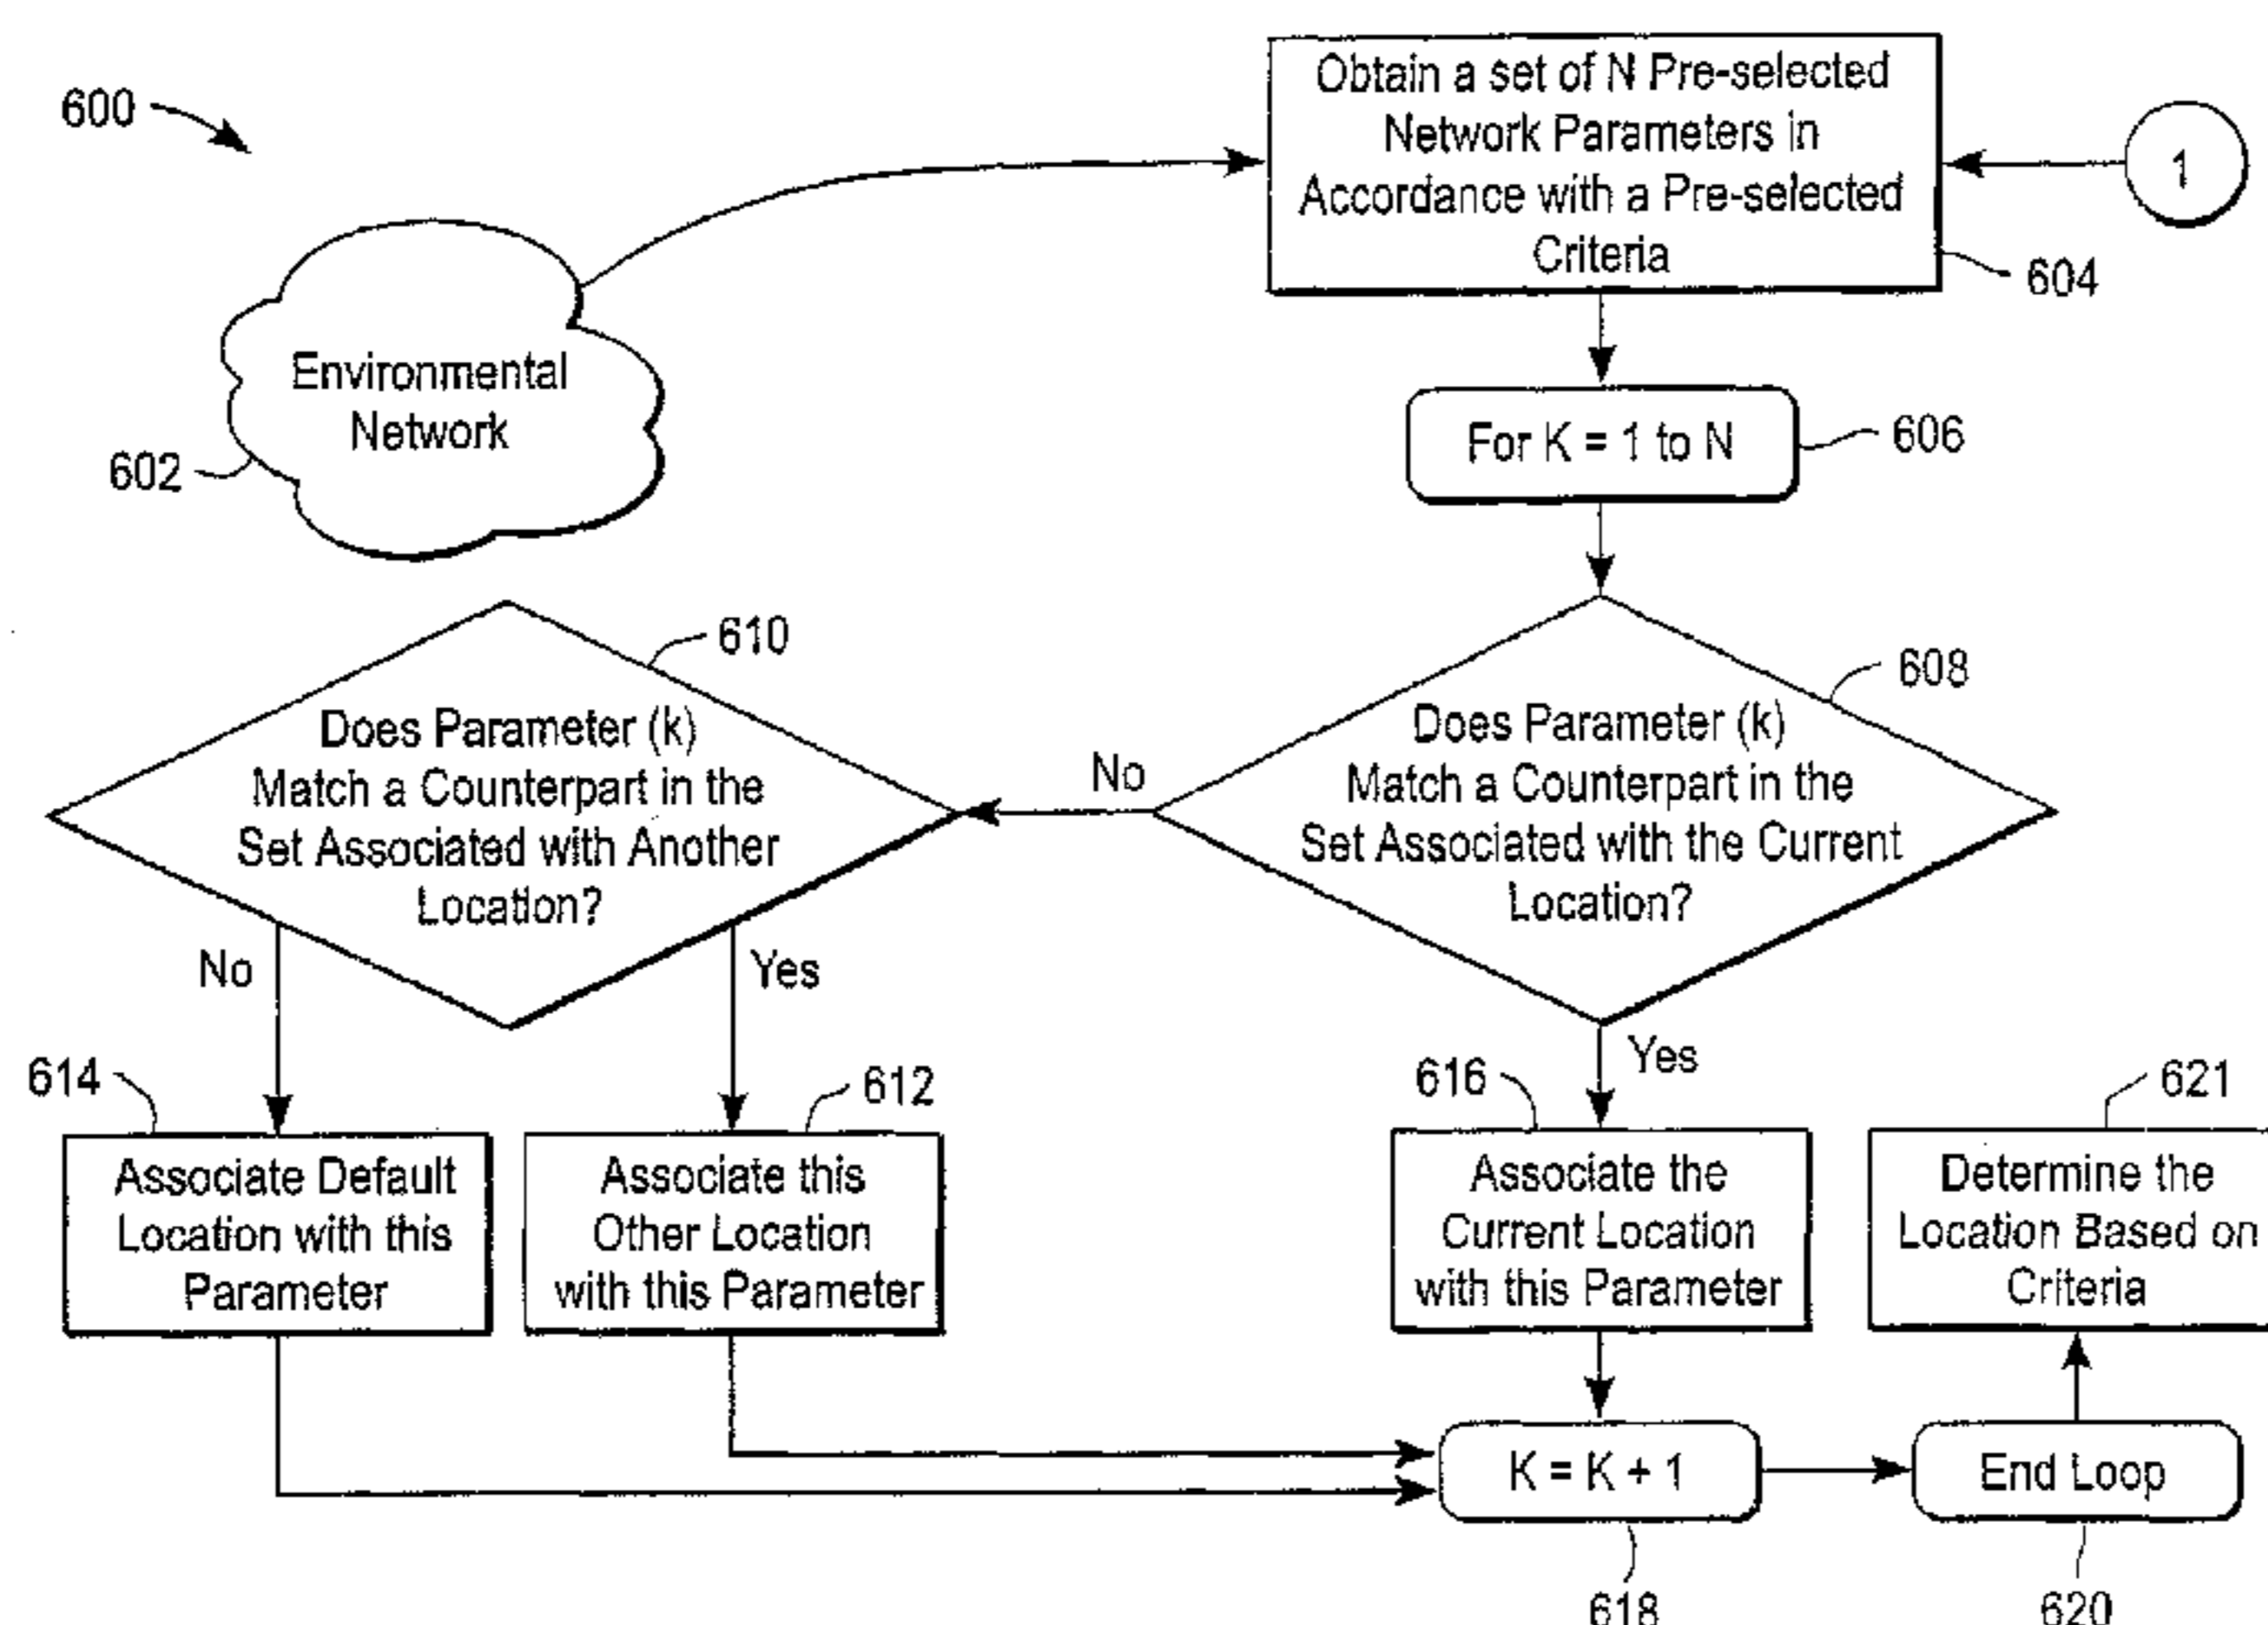 600
Obtain a set of N Pre-selected
Network Parameters in
Accordance with a Pre-selected
Criteria
1
604
Environmental
Network
602
For K = 1 to N
606
610
Does Parameter (k)
Match a Counterpart in the
Set Associated with Another
Location?
No
608
Does Parameter (k)
Match a Counterpart in the
Set Associated with the Current
Location?
No
Yes
Yes
614
Associate Default
Location with this
Parameter
612
Associate this
Other Location
with this Parameter
616
Associate the
Current Location
with this Parameter
621
Determine the
Location Based on
Criteria
K = K + 1
618
End Loop
620